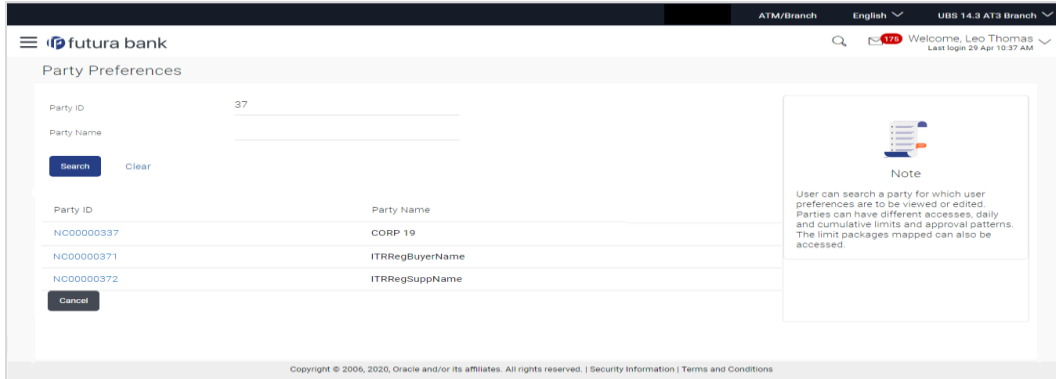 ATM/Branch English UBS 14.3 AT3 Branch
futura bank 175 Welcome, Leo Thomas
Last login 29 Apr 10:37 AM
Party Preferences
Party ID 37
Party Name
Search Clear
Note
User can search a party for which user
preferences are to be viewed or edited.
Parties can have different accesses, daily
and cumulative limits and approval patterns.
The limit packages mapped can also be
accessed.
Party ID Party Name
NC00000337 CORP 19
NC00000371 ITRRegBuyerName
NC00000372 ITRRegSuppName
Cancel
Copyright © 2006, 2020, Oracle and/or its affiliates. All rights reserved. | Security Information | Terms and Conditions